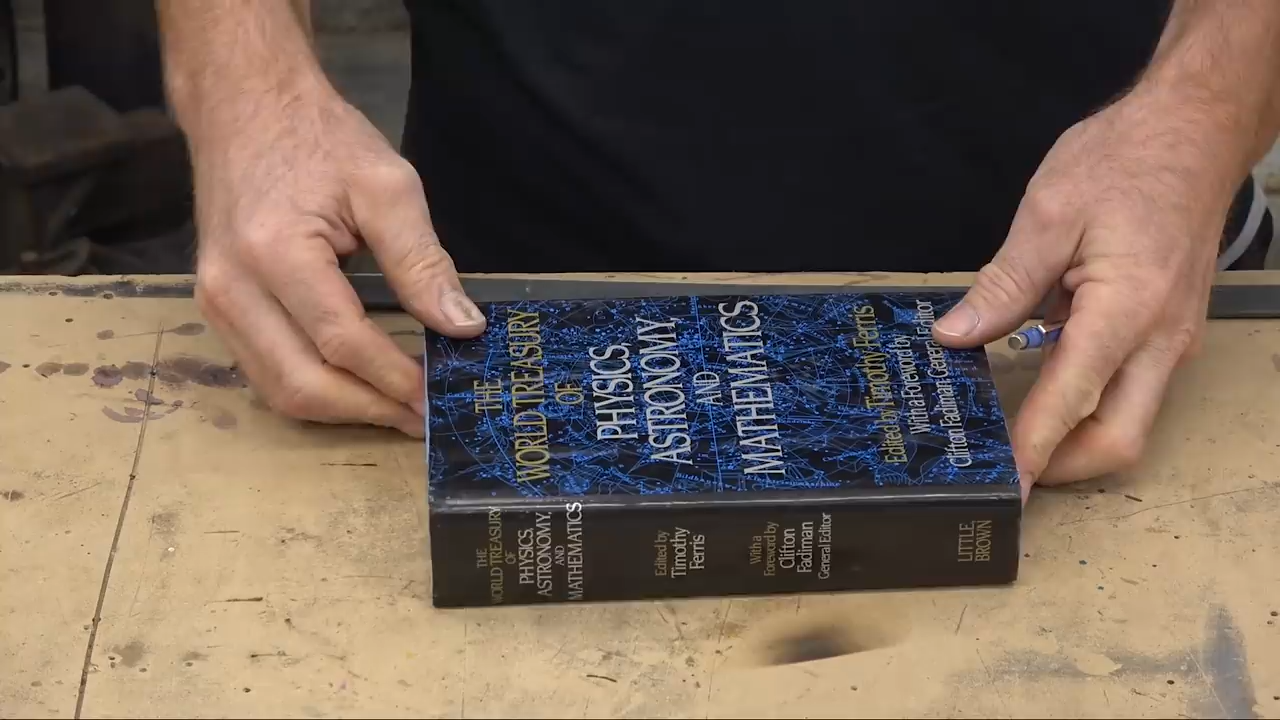 THE
WORLD TREASURY
OF
PHYSICS,
ASTRONOMY
AND
MATHEMATICS
Edited by Timothy Ferris
With a Foreword by
Clifton Fadiman, General Editor
THE
WORLD TREASURY
OF
PHYSICS,
ASTRONOMY,
AND
MATHEMATICS
Edited by
Timothy
Ferris
With a
Foreword by
Clifton
Fadiman
General Editor
LITTLE,
BROWN